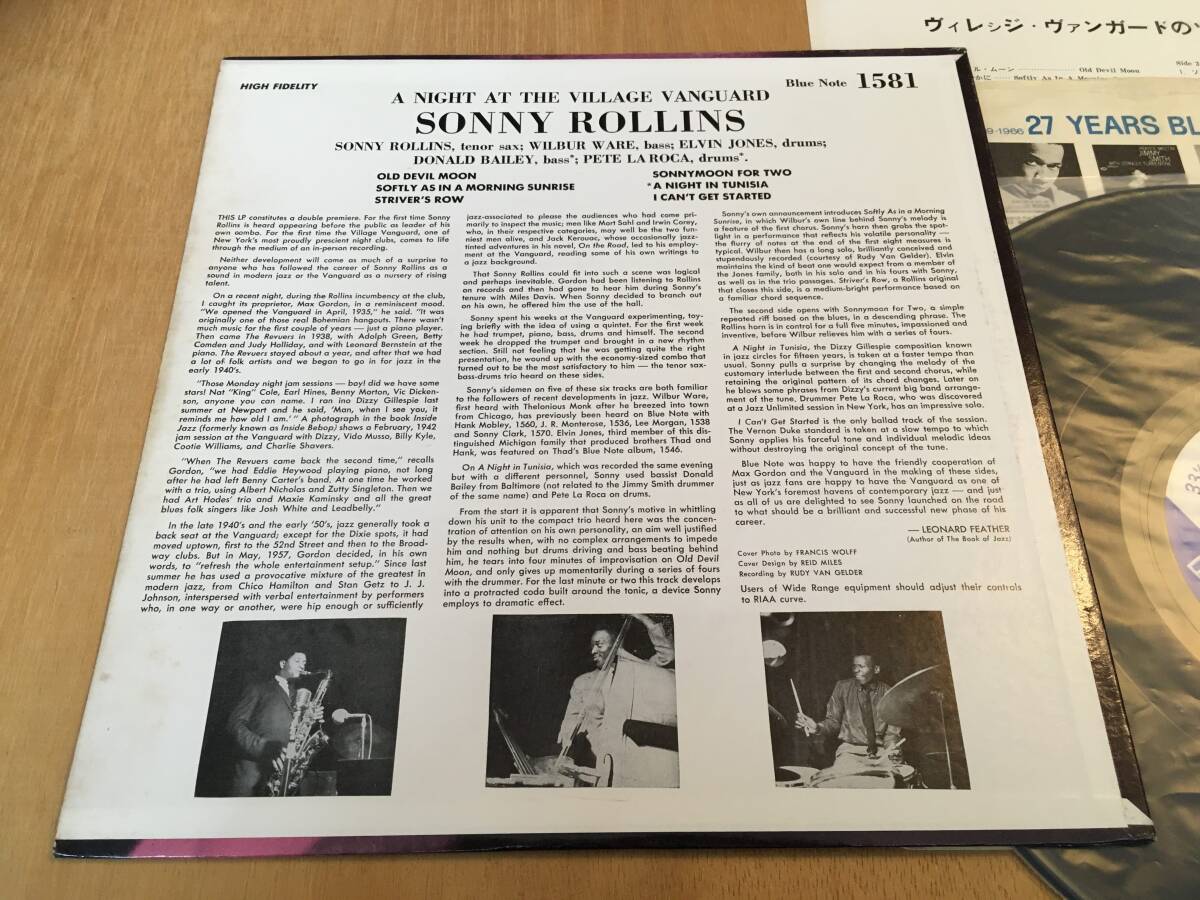 HIGH FIDELITY
Blue Note 1581
A NIGHT AT THE VILLAGE VANGUARD
SONNY ROLLINS
SONNY ROLLINS, tenor sax; WILBUR WARE, bass; ELVIN JONES, drums;
DONALD BAILEY, bass*; PETE LA ROCA, drums*.
OLD DEVIL MOON
SOFTLY AS IN A MORNING SUNRISE
STRIVER'S ROW
SONNYMOON FOR TWO
*A NIGHT IN TUNISIA
I CAN'T GET STARTED
THIS LP constitutes a double premiere. For the first time Sonny
Rollins is heard appearing before the public as leader of his
own combo. For the first time the Village Vanguard, one of
New York's most proudly prescient night clubs, comes to life
through the medium of an in-person recording.
Neither development will come as much of a surprise to
anyone who has followed the career of Sonny Rollins as a
sound in modern jazz or the Vanguard as a nursery of rising
talent.
On a recent night, during the Rollins incumbency at the club,
I caught its proprietor, Max Gordon, in a reminiscent mood.
"We opened the Vanguard in April, 1935," he said. "It was
originally one of those real Bohemian hangouts. There wasn't
much music for the first couple of years — just a piano player.
Then came The Revuers in 1938, with Adolph Green, Betty
Comden and Judy Holliday, and with Leonard Bernstein at the
piano. The Revuers stayed about a year, and after that we had
a lot of folk artists and we began to go in for jazz in the
early 1940's.
"Those Monday night jam sessions — boy! did we have some
stars! Nat "King" Cole, Earl Hines, Benny Morton, Vic Dicken-
son, anyone you can name. I ran ino Dizzy Gillespie last
summer at Newport and he said, 'Man, when I see you, it
reminds me how old I am.' " A photograph in the book Inside
Jazz (formerly known as Inside Bebop) shows a February, 1942
jam session at the Vanguard with Dizzy, Vido Musso, Billy Kyle,
Cootie Williams, and Charlie Shavers.
"When The Revuers came back the second time," recalls
Gordon, "we had Eddie Heywood playing piano, not long
after he had left Benny Carter's band. At one time he worked
with a trio, using Albert Nicholas and Zutty Singleton. Then we
had Art Hodes' trio and Maxie Kaminsky and all the great
blues folk singers like Josh White and Leadbelly."
In the late 1940's and the early '50's, jazz generally took a
back seat at the Vanguard; except for the Dixie spots, it had
moved uptown, first to the 52nd Street and then to the Broad-
way clubs. But in May, 1957, Gordon decided, in his own
words, to "refresh the whole entertainment setup." Since last
summer he has used a provocative mixture of the greatest in
modern jazz, from Chico Hamilton and Stan Getz to J. J.
Johnson, interspersed with verbal entertainment by performers
who, in one way or another, were hip enough or sufficiently
jazz-associated to please the audiences who had come pri-
marily to inspect the music; men like Mort Sahl and Irwin Corey,
who, in their respective categories, may well be the two fun-
niest men alive, and Jack Kerouac, whose occasionally jazz-
tinted adventures in his novel, On the Road, led to his employ-
ment at the Vanguard, reading some of his own writings to
a jazz background.
That Sonny Rollins could fit into such a scene was logical
and perhaps inevitable. Gordon had been listening to Rollins
on records and then had gone to hear him during Sonny's
tenure with Miles Davis. When Sonny decided to branch out
on his own, he offered him the use of the hall.
Sonny spent his weeks at the Vanguard experimenting, toy-
ing briefly with the idea of using a quintet. For the first week
he had trumpet, piano, bass, drums and himself. The second
week he dropped the trumpet and brought in a new rhythm
section. Still not feeling that he was getting quite the right
presentation, he wound up with the economy-sized combo that
turned out to be the most satisfactory to him — the tenor sax-
bass-drums trio heard on these sides.
Sonny's sidemen on five of these six tracks are both familiar
to the followers of recent developments in jazz. Wilbur Ware,
first heard with Thelonious Monk after he breezed into town
from Chicago, has previously been heard on Blue Note with
Hank Mobley, 1560, J. R. Monterose, 1536, Lee Morgan, 1538
and Sonny Clark, 1570. Elvin Jones, third member of this dis-
tinguished Michigan family that produced brothers Thad and
Hank, was featured on Thad's Blue Note album, 1546.
On A Night in Tunisia, which was recorded the same evening
but with a different personnel, Sonny used bassist Donald
Bailey from Baltimore (not related to the Jimmy Smith drummer
of the same name) and Pete La Roca on drums.
From the start it is apparent that Sonny's motive in whittling
down his unit to the compact trio heard here was the concen-
tration of attention on his own personality, an aim well justified
by the results when, with no complex arrangements to impede
him and nothing but drums driving and bass beating behind
him, he tears into four minutes of improvisation on Old Devil
Moon, and only gives up momentarily during a series of fours
with the drummer. For the last minute or two this track develops
into a protracted coda built around the tonic, a device Sonny
employs to dramatic effect.
Sonny's own announcement introduces Softly As in a Morning
Sunrise, in which Wilbur's own line behind Sonny's melody is
a feature of the first chorus. Sonny's horn then grabs the spot-
light in a performance that reflects his volatile personality —
the flurry of notes at the end of the first eight measures is
typical. Wilbur then has a long solo, brilliantly conceived and
stupendously recorded (courtesy of Rudy Van Gelder). Elvin
maintains the kind of beat one would expect from a member of
the Jones family, both in his solo and in his fours with Sonny,
as well as in the trio passages. Striver's Row, a Rollins original
that closes this side, is a medium-bright performance based on
a familiar chord sequence.
The second side opens with Sonnymoon for Two, a simple
repeated riff based on the blues, in a descending phrase. The
Rollins horn is in control for a full five minutes, impassioned and
inventive, before Wilbur relieves him with a series of fours.
A Night in Tunisia, the Dizzy Gillespie composition known
in jazz circles for fifteen years, is taken at a faster tempo than
usual. Sonny pulls a surprise by changing the melody of the
customary interlude between the first and second chorus, while
retaining the original pattern of its chord changes. Later on
he blows some phrases from Dizzy's current big band arrange-
ment of the tune. Drummer Pete La Roca, who was discovered
at a Jazz Unlimited session in New York, has an impressive solo.
I Can't Get Started is the only ballad track of the session.
The Vernon Duke standard is taken at a slow tempo to which
Sonny applies his forceful tone and individual melodic ideas
without destroying the original concept of the tune.
Blue Note was happy to have the friendly cooperation of
Max Gordon and the Vanguard in the making of these sides,
just as jazz fans are happy to have the Vanguard as one of
New York's foremost havens of contemporary jazz — and just
as all of us are delighted to see Sonny launched on the road
to what should be a brilliant and successful new phase of his
career.
— LEONARD FEATHER
(Author of The Book of Jazz)
Cover Photo by FRANCIS WOLFF
Cover Design by REID MILES
Recording by RUDY VAN GELDER
Users of Wide Range equipment should adjust their controls
to RIAA curve.
ヴィレッジ・ヴァンガードの
Side 2
ル・ムーン Old Devil Moon
9-1966 27 YEARS BL
JIMMY
SMITH
33⅓